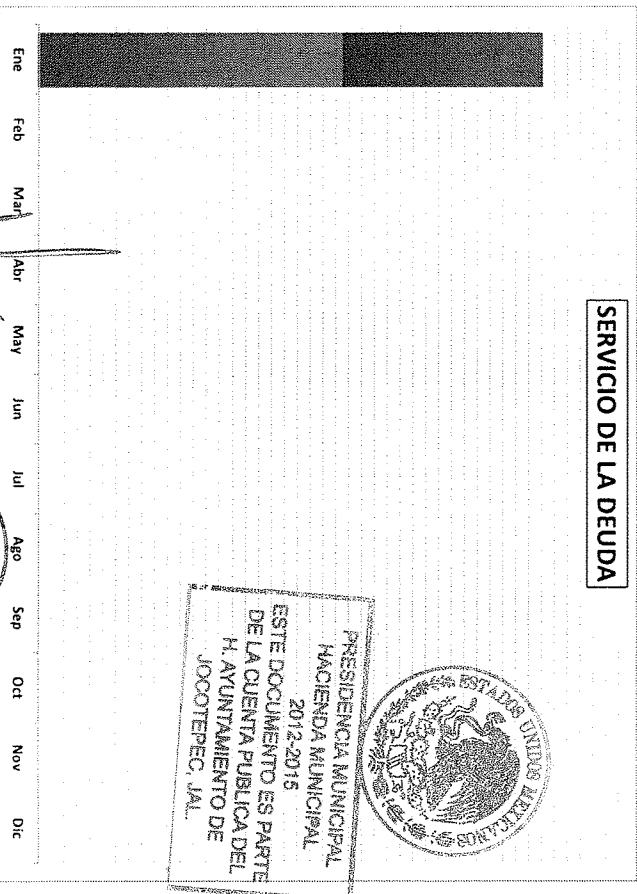 SERVICIO DE LA DEUDA
ESTADOS UNIDOS MEXICANOS
PRESIDENCIA MUNICIPAL
HACIENDA MUNICIPAL
2012-2015
ESTE DOCUMENTO ES PARTE
DE LA CUENTA PUBLICA DEL
H. AYUNTAMIENTO DE
JOCOTEPEC, JAL.
Ene Feb Mar Abr May Jun Jul Ago Sep Oct Nov Dic